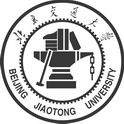 北京交通大学
BEIJING JIAOTONG UNIVERSITY